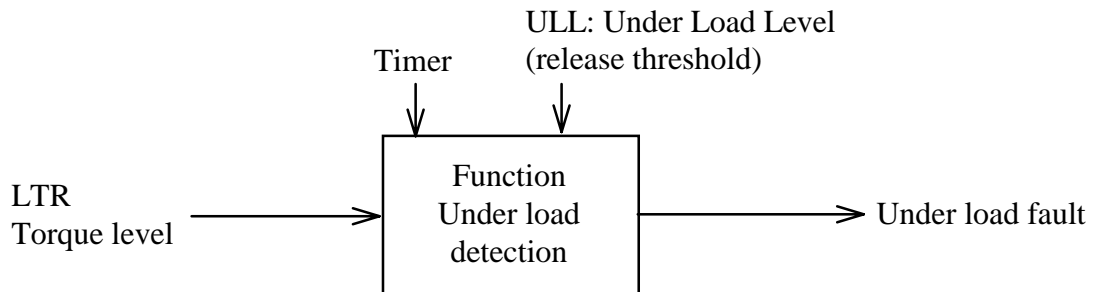 ULL: Under Load Level
(release threshold)
Timer
Function
Under load
detection
LTR
Torque level
Under load fault